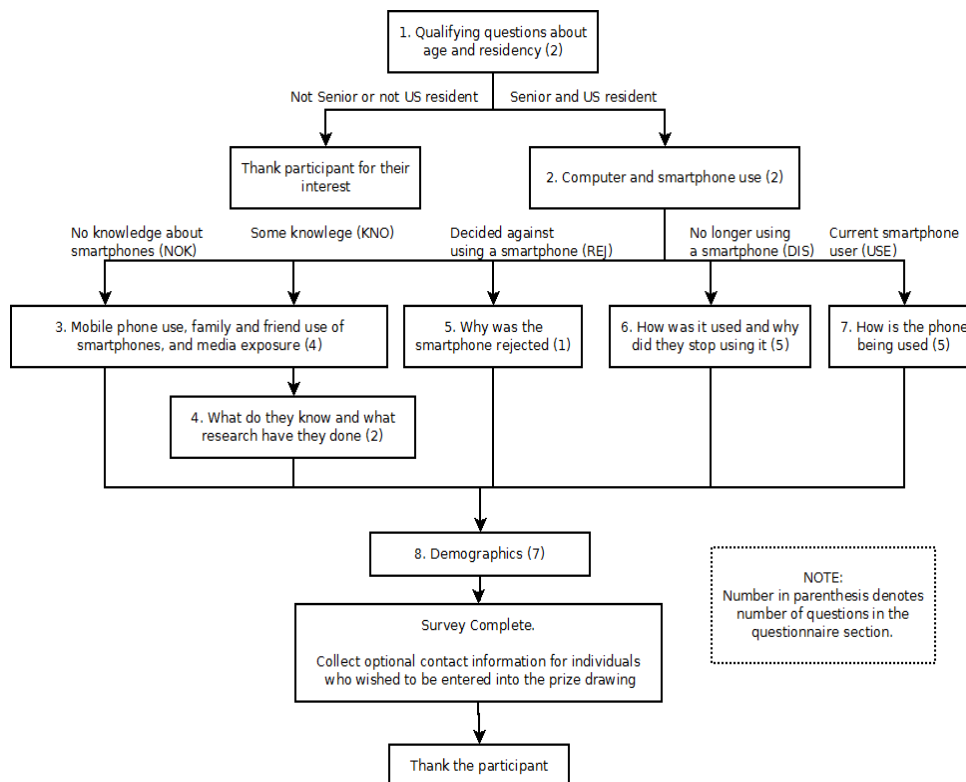 1. Qualifying questions about
age and residency (2)
Not Senior or not US resident
Senior and US resident
Thank participant for their
interest
2. Computer and smartphone use (2)
No knowledge about
smartphones (NOK)
Some knowlege (KNO)
Decided against
using a smartphone (REJ)
No longer using
a smartphone (DIS)
Current smartphone
user (USE)
3. Mobile phone use, family and friend use of
smartphones, and media exposure (4)
5. Why was the
smartphone rejected (1)
6. How was it used and why
did they stop using it (5)
7. How is the phone
being used (5)
4. What do they know and what
research have they done (2)
8. Demographics (7)
NOTE:
Number in parenthesis denotes
number of questions in the
questionnaire section.
Survey Complete.
Collect optional contact information for individuals
who wished to be entered into the prize drawing
Thank the participant